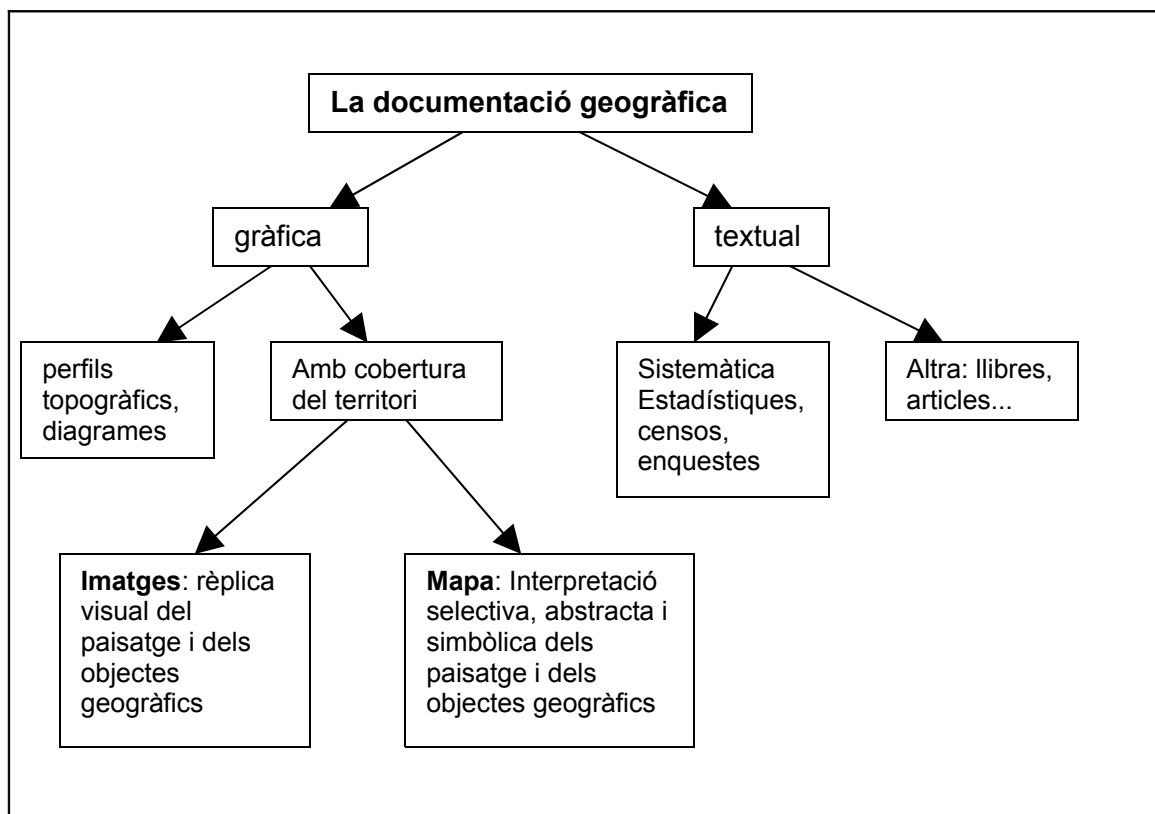 La documentació geogràfica
gràfica
textual
perfils
topogràfics,
diagrames
Amb cobertura
del territori
Sistemàtica
Estadístiques,
censos,
enquestes
Altra: llibres,
articles...
Imatges: rèplica
visual del
paisatge i dels
objectes
geogràfics
Mapa: Interpretació
selectiva, abstracta i
simbòlica dels
paisatge i dels
objectes geogràfics